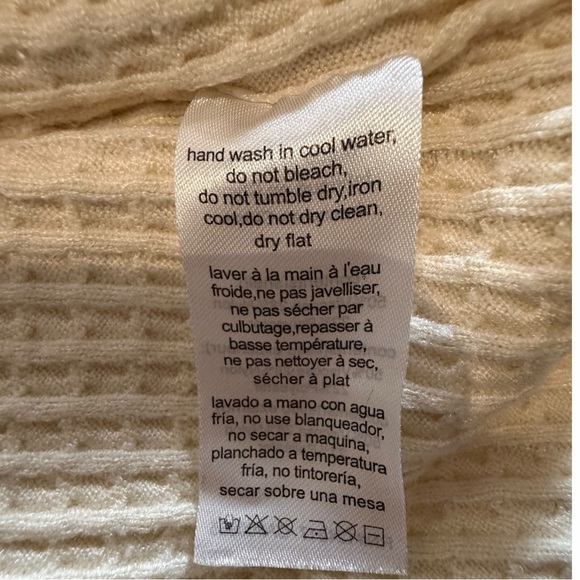 hand wash in cool water,
do not bleach,
do not tumble dry,iron
cool,do not dry clean,
dry flat
laver à la main à l'eau
froide,ne pas javelliser,
ne pas sécher par
culbutage,repasser à
basse température,
ne pas nettoyer à sec,
sécher à plat
lavado a mano con agua
fría, no use blanqueador,
no secar a maquina,
planchado a temperatura
fría, no tintorería,
secar sobre una mesa